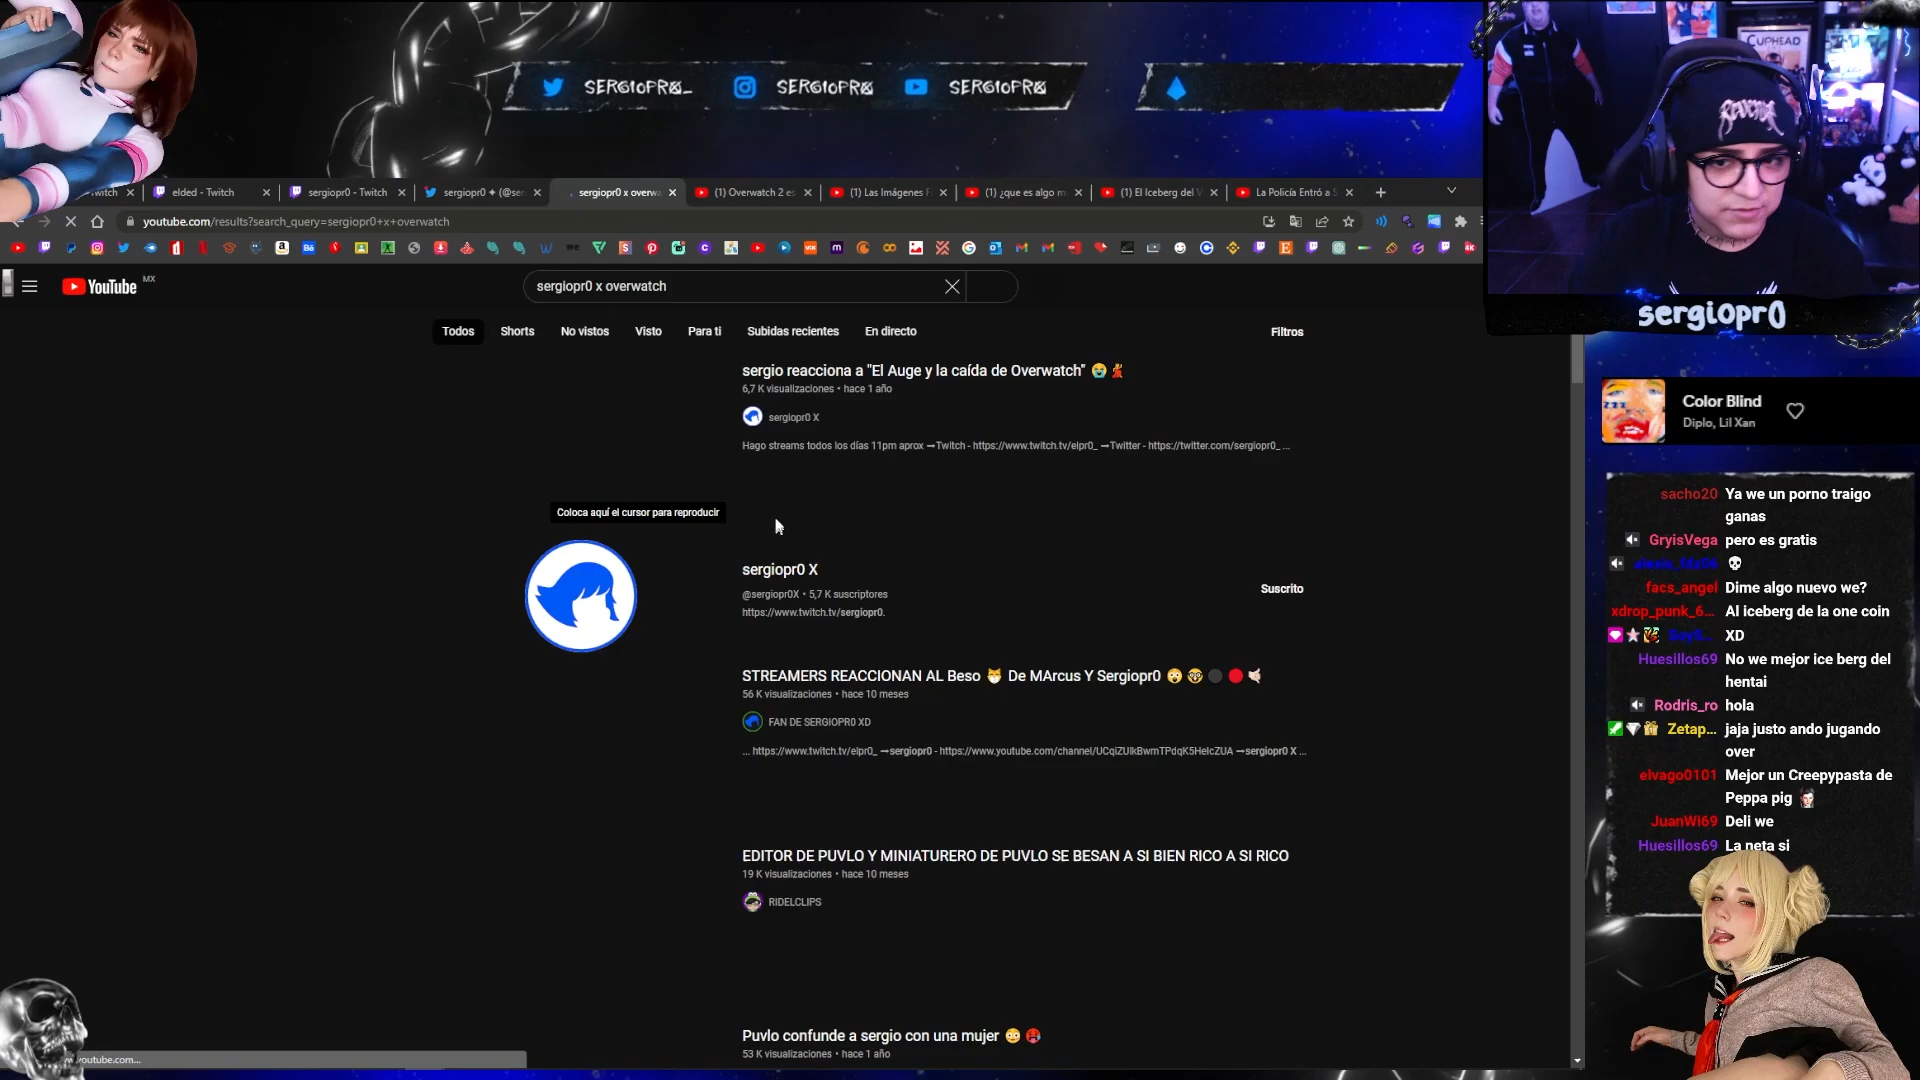 SERGIOPR0_
SERGIOPR0
SERGIOPR0
CUPHEAD
witch
elded - Twitch
sergiopr0 - Twitch
sergiopr0 ✦ (@ser
sergiopr0 x overwa
(1) Overwatch 2 es
(1) Las Imágenes F
(1) ¿que es algo m
(1) El Iceberg del V
La Policía Entró a S
youtube.com/results?search_query=sergiopr0+x+overwatch
YouTube MX
sergiopr0 x overwatch
sergiopr0
Todos
Shorts
No vistos
Visto
Para ti
Subidas recientes
En directo
Filtros
sergio reacciona a "El Auge y la caída de Overwatch" 😭💃
6,7 K visualizaciones • hace 1 año
sergiopr0 X
Hago streams todos los días 11pm aprox ➞Twitch - https://www.twitch.tv/elpr0_ ➞Twitter - https://twitter.com/sergiopr0_ ...
Coloca aquí el cursor para reproducir
sergiopr0 X
@sergiopr0X • 5,7 K suscriptores
https://www.twitch.tv/sergiopr0.
Suscrito
STREAMERS REACCIONAN AL Beso 😼 De MArcus Y Sergiopr0 😳 🤓 ⚫ 🔴 🤏🏻
56 K visualizaciones • hace 10 meses
FAN DE SERGIOPR0 XD
... https://www.twitch.tv/elpr0_ ➞sergiopr0 - https://www.youtube.com/channel/UCqiZUIkBwmTPdqK5HelcZUA ➞sergiopr0 X ...
EDITOR DE PUVLO Y MINIATURERO DE PUVLO SE BESAN A SI BIEN RICO A SI RICO
19 K visualizaciones • hace 10 meses
RIDELCLIPS
Puvlo confunde a sergio con una mujer 😳 🥵
53 K visualizaciones • hace 1 año
youtube.com...
Color Blind
Diplo, Lil Xan
sacho20 Ya we un porno traigo
ganas
GryisVega pero es gratis
💀
facs_angel Dime algo nuevo we?
xdrop_punk_6... Al iceberg de la one coin
XD
Huesillos69 No we mejor ice berg del
hentai
Rodris_ro hola
Zetap... jaja justo ando jugando
over
elvago0101 Mejor un Creepypasta de
Peppa pig
JuanWi69 Deli we
Huesillos69 La neta si